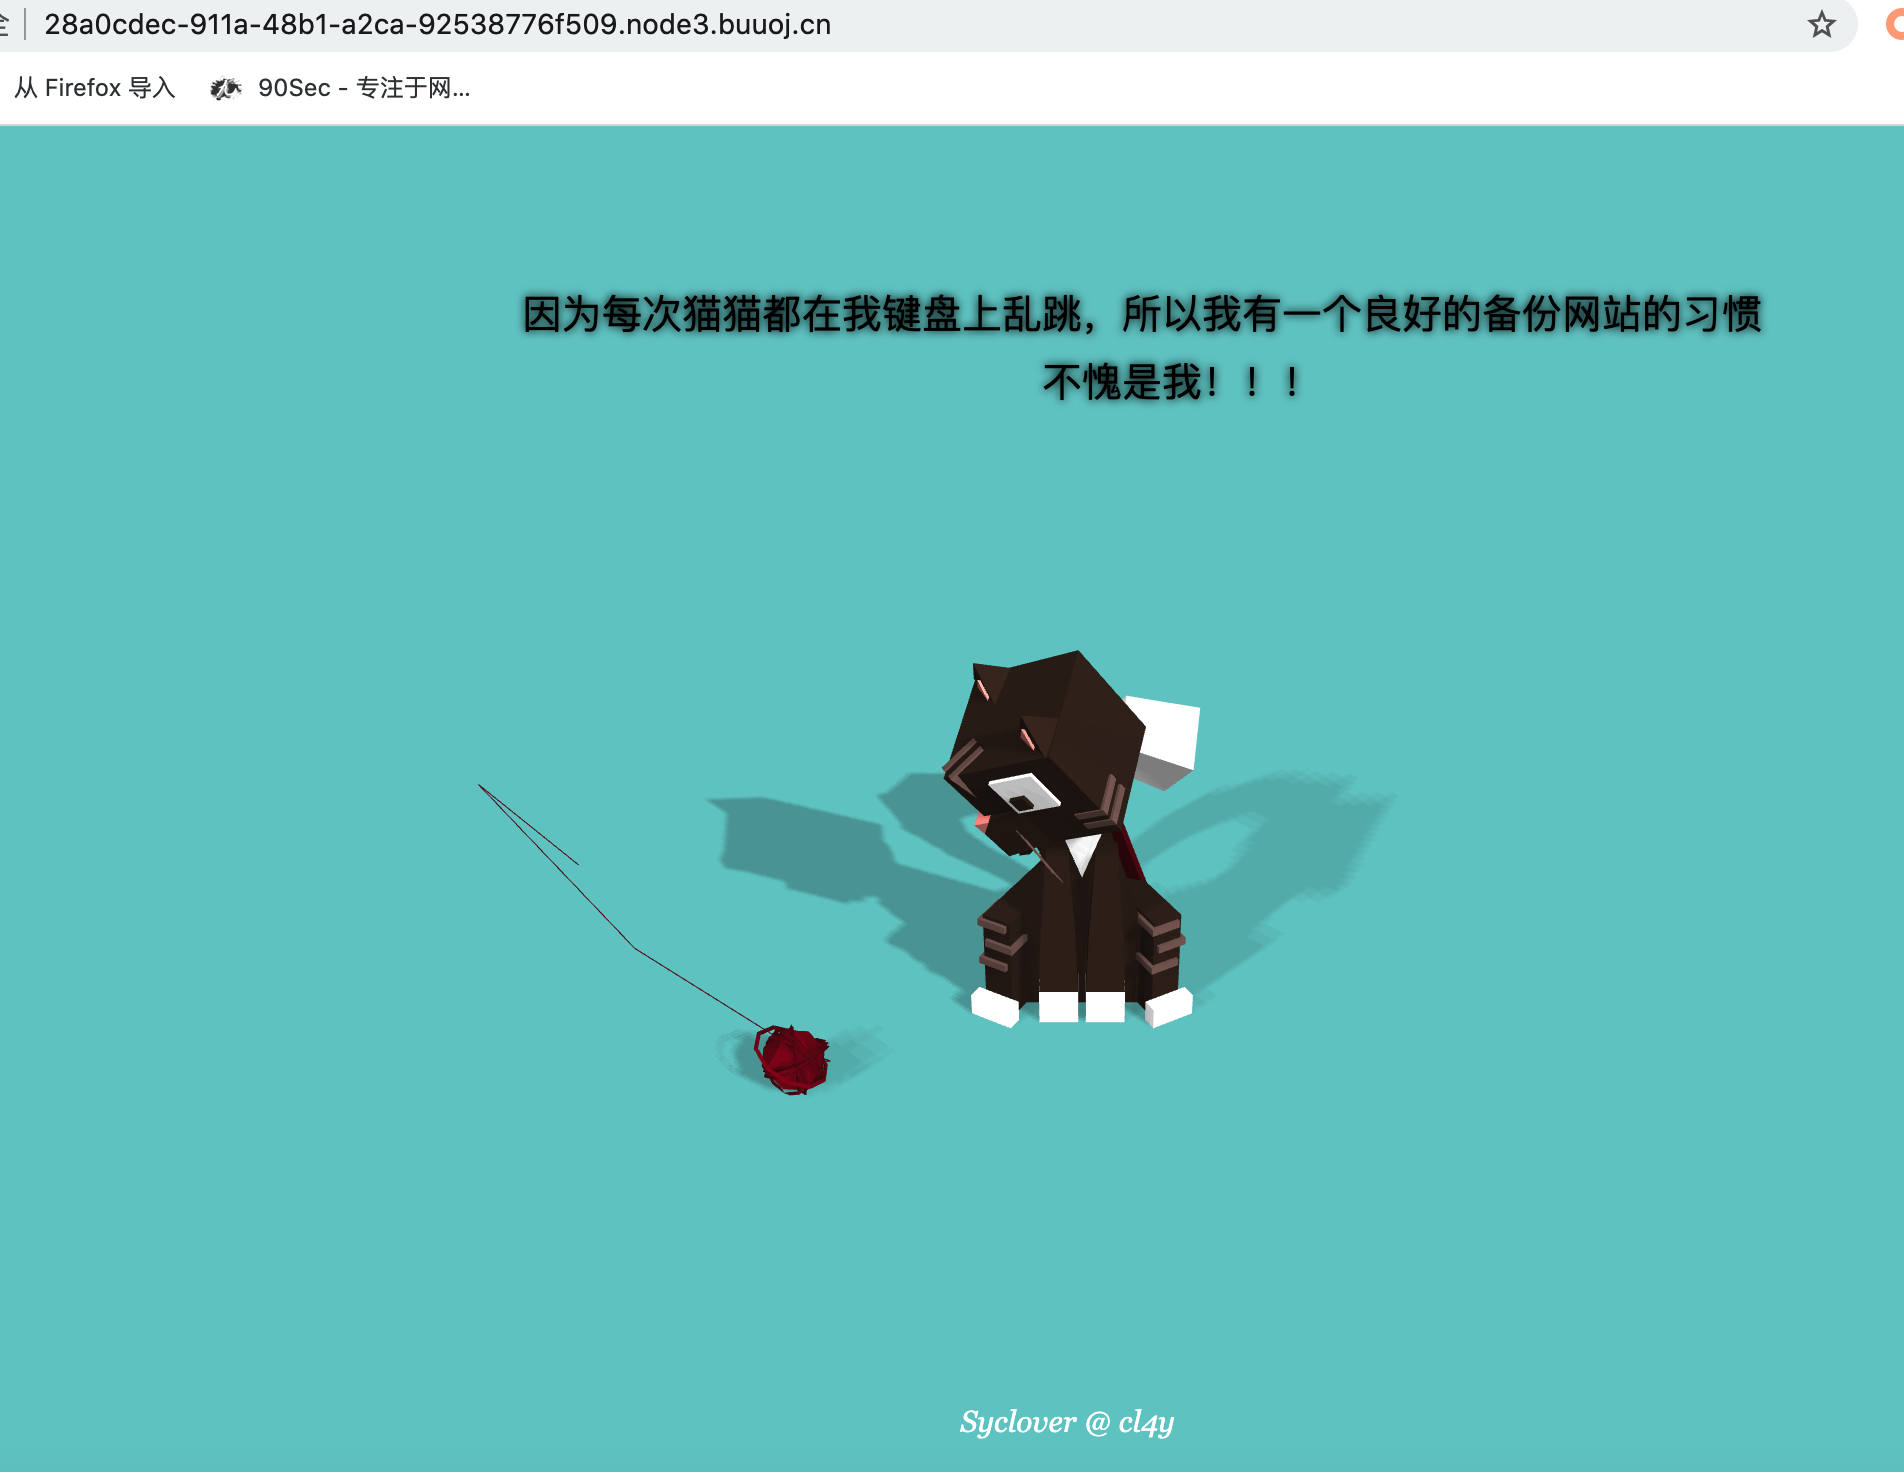 28a0cdec-911a-48b1-a2ca-92538776f509.node3.buuoj.cn
从 Firefox 导入 90Sec - 专注于网...
因为每次猫猫都在我键盘上乱跳，所以我有一个良好的备份网站的习惯
不愧是我！！！
Syclover @ cl4y